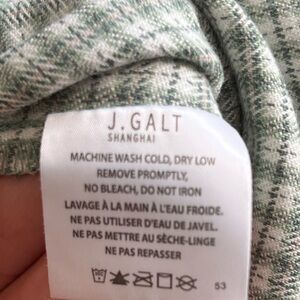 J.GALT
SHANGHAI
MACHINE WASH COLD, DRY LOW
REMOVE PROMPTLY,
NO BLEACH, DO NOT IRON
LAVAGE À LA MAIN À L'EAU FROIDE.
NE PAS UTILISER D'EAU DE JAVEL.
NE PAS METTRE AU SÈCHE-LINGE
NE PAS REPASSER
53